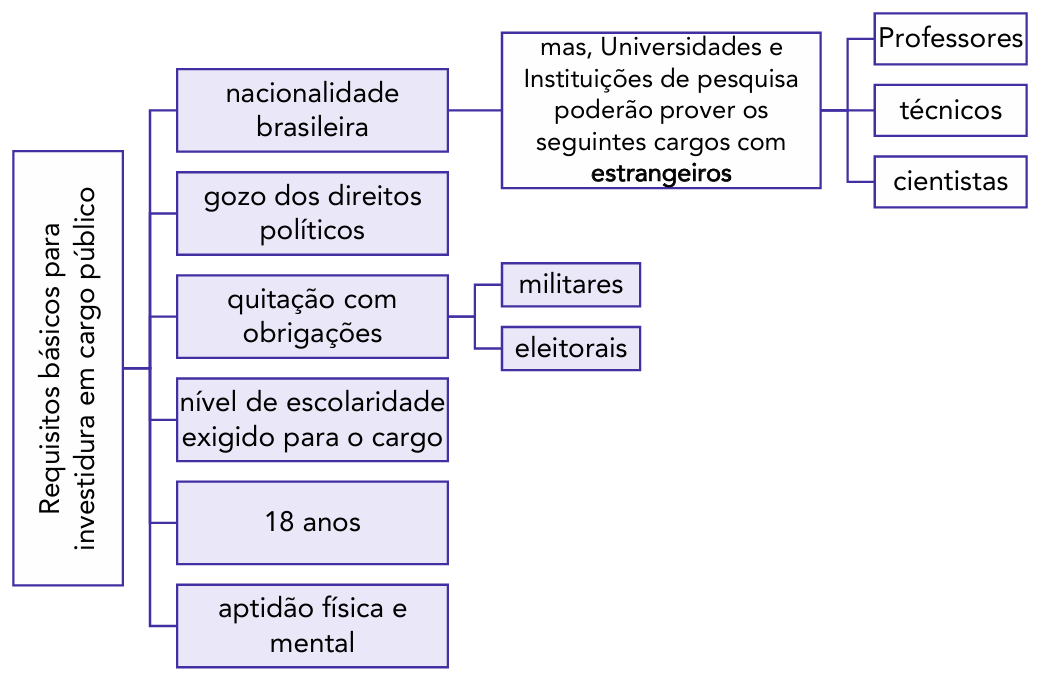 Requisitos básicos para
investidura em cargo público
nacionalidade
brasileira
mas, Universidades e
Instituições de pesquisa
poderão prover os
seguintes cargos com
estrangeiros
Professores
técnicos
cientistas
gozo dos direitos
políticos
quitação com
obrigações
militares
eleitorais
nível de escolaridade
exigido para o cargo
18 anos
aptidão física e
mental